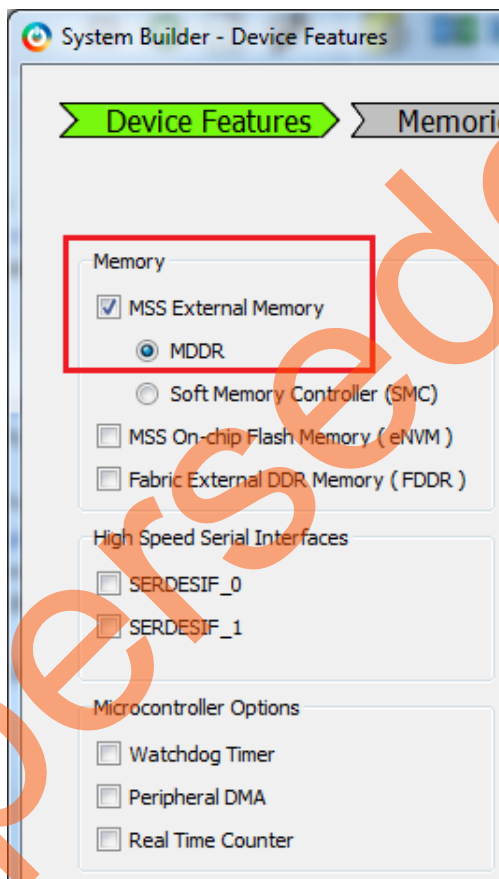 System Builder - Device Features
Device Features
Memori
Memory
MSS External Memory
MDDR
Soft Memory Controller (SMC)
MSS On-chip Flash Memory ( eNVM )
Fabric External DDR Memory ( FDDR )
High Speed Serial Interfaces
SERDESIF_0
SERDESIF_1
Microcontroller Options
Watchdog Timer
Peripheral DMA
Real Time Counter
persede